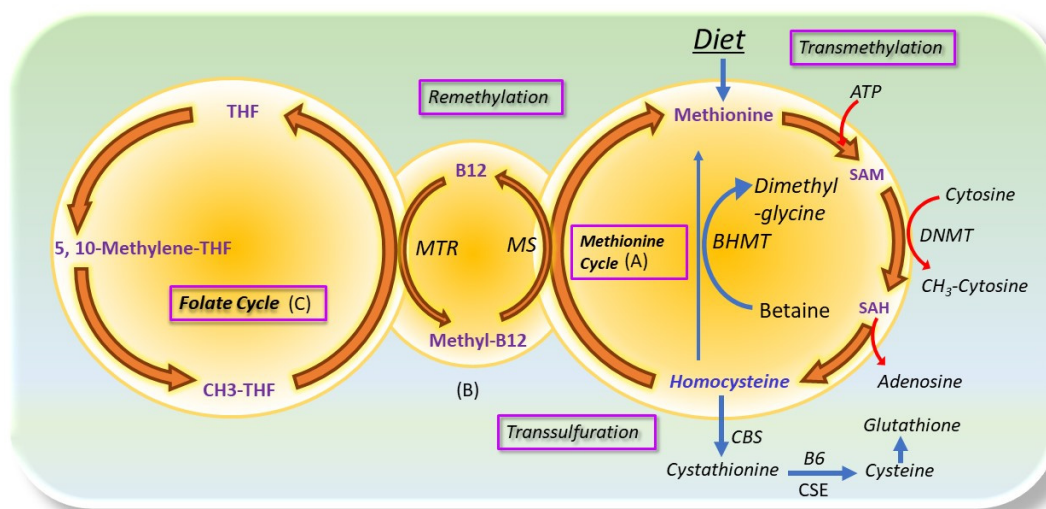 Diet
Transmethylation
Remethylation
ATP
THF
Methionine
B12
SAM
Dimethyl
-glycine
Cytosine
5, 10-Methylene-THF
MTR
MS
Methionine
Cycle (A)
BHMT
DNMT
CH3-Cytosine
Folate Cycle (C)
Betaine
SAH
Methyl-B12
CH3-THF
(B)
Homocysteine
Adenosine
Transsulfuration
CBS
Glutathione
Cystathionine
B6
CSE
Cysteine